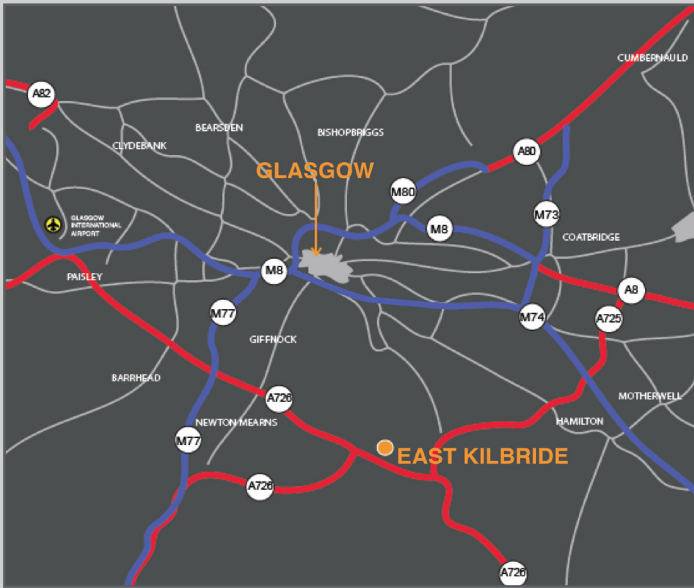 CUMBERNAULD
A82
BEARSDEN
BISHOPBRIGGS
CLYDEBANK
A80
GLASGOW
M80
M73
GLASGOW
INTERNATIONAL
AIRPORT
M8
COATBRIDGE
PAISLEY
M8
A8
M77
M74
A725
GIFFNOCK
BARRHEAD
MOTHERWELL
A726
NEWTON MEARNS
HAMILTON
M77
EAST KILBRIDE
A726
A726